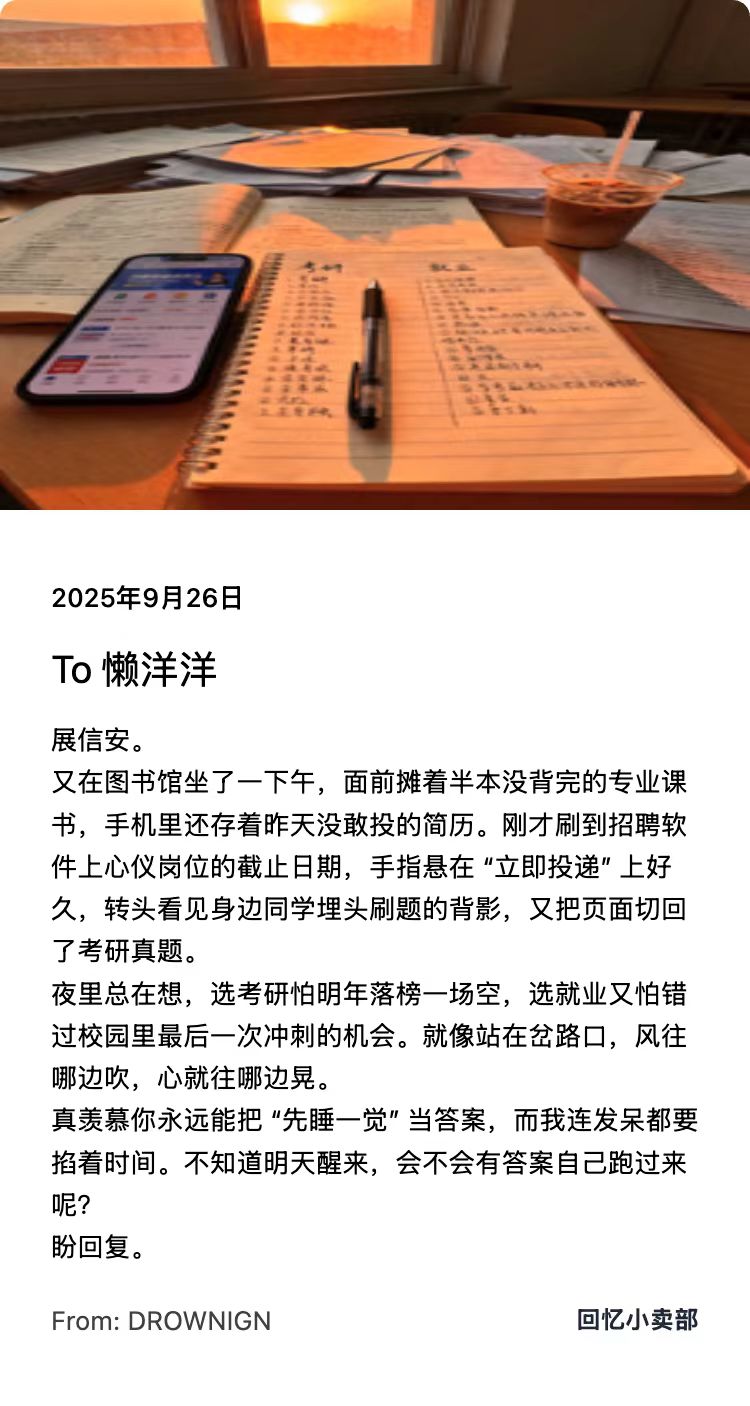 考研
就业
2025年9月26日
To 懒洋洋
展信安。
又在图书馆坐了一下午，面前摊着半本没背完的专业课
书，手机里还存着昨天没敢投的简历。刚才刷到招聘软
件上心仪岗位的截止日期，手指悬在 “立即投递” 上好
久，转头看见身边同学埋头刷题的背影，又把页面切回
了考研真题。
夜里总在想，选考研怕明年落榜一场空，选就业又怕错
过校园里最后一次冲刺的机会。就像站在岔路口，风往
哪边吹，心就往哪边晃。
真羡慕你永远能把 “先睡一觉” 当答案，而我连发呆都要
掐着时间。不知道明天醒来，会不会有答案自己跑过来
呢？
盼回复。
From: DROWNIGN
回忆小卖部